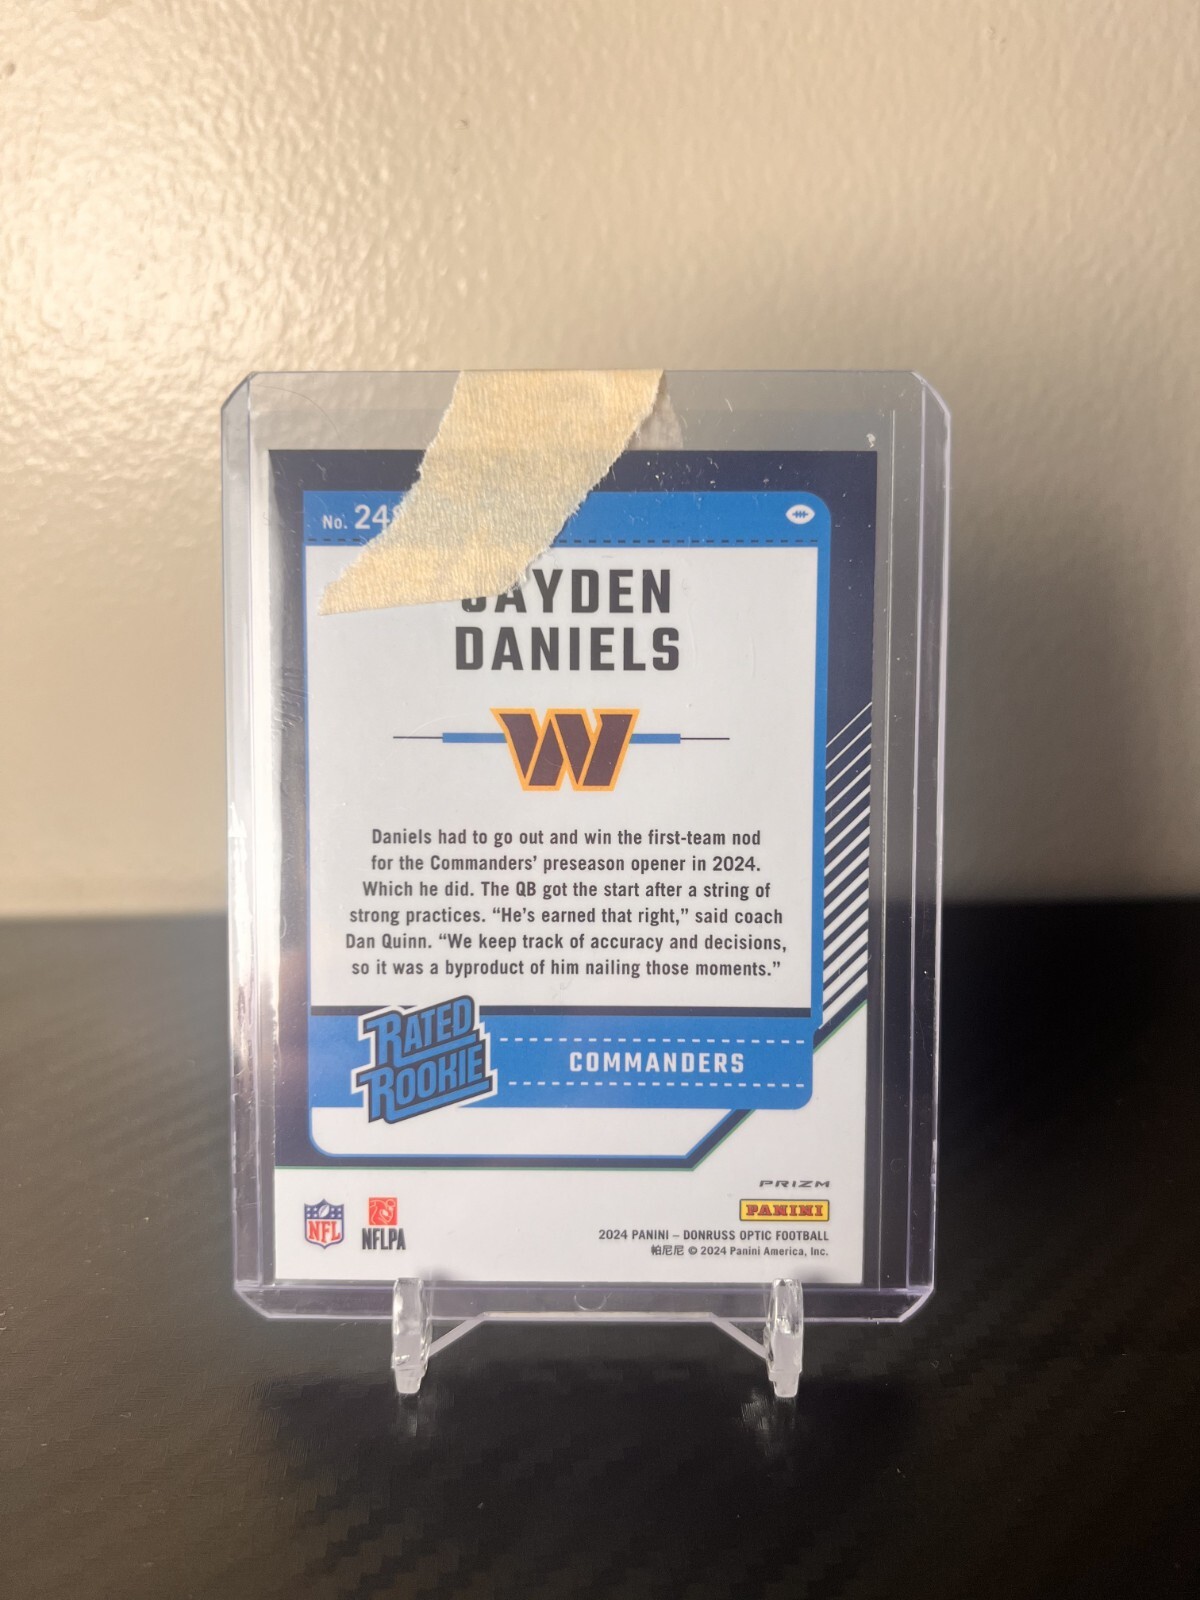 No. 24
JAYDEN
DANIELS
W
Daniels had to go out and win the first-team nod
for the Commanders’ preseason opener in 2024.
Which he did. The QB got the start after a string of
strong practices. “He’s earned that right,” said coach
Dan Quinn. “We keep track of accuracy and decisions,
so it was a byproduct of him nailing those moments.”
RATED
ROOKIE
COMMANDERS
PRIZM
PANINI
NFL
NFLPA
2024 PANINI – DONRUSS OPTIC FOOTBALL
帕尼尼 © 2024 Panini America, Inc.